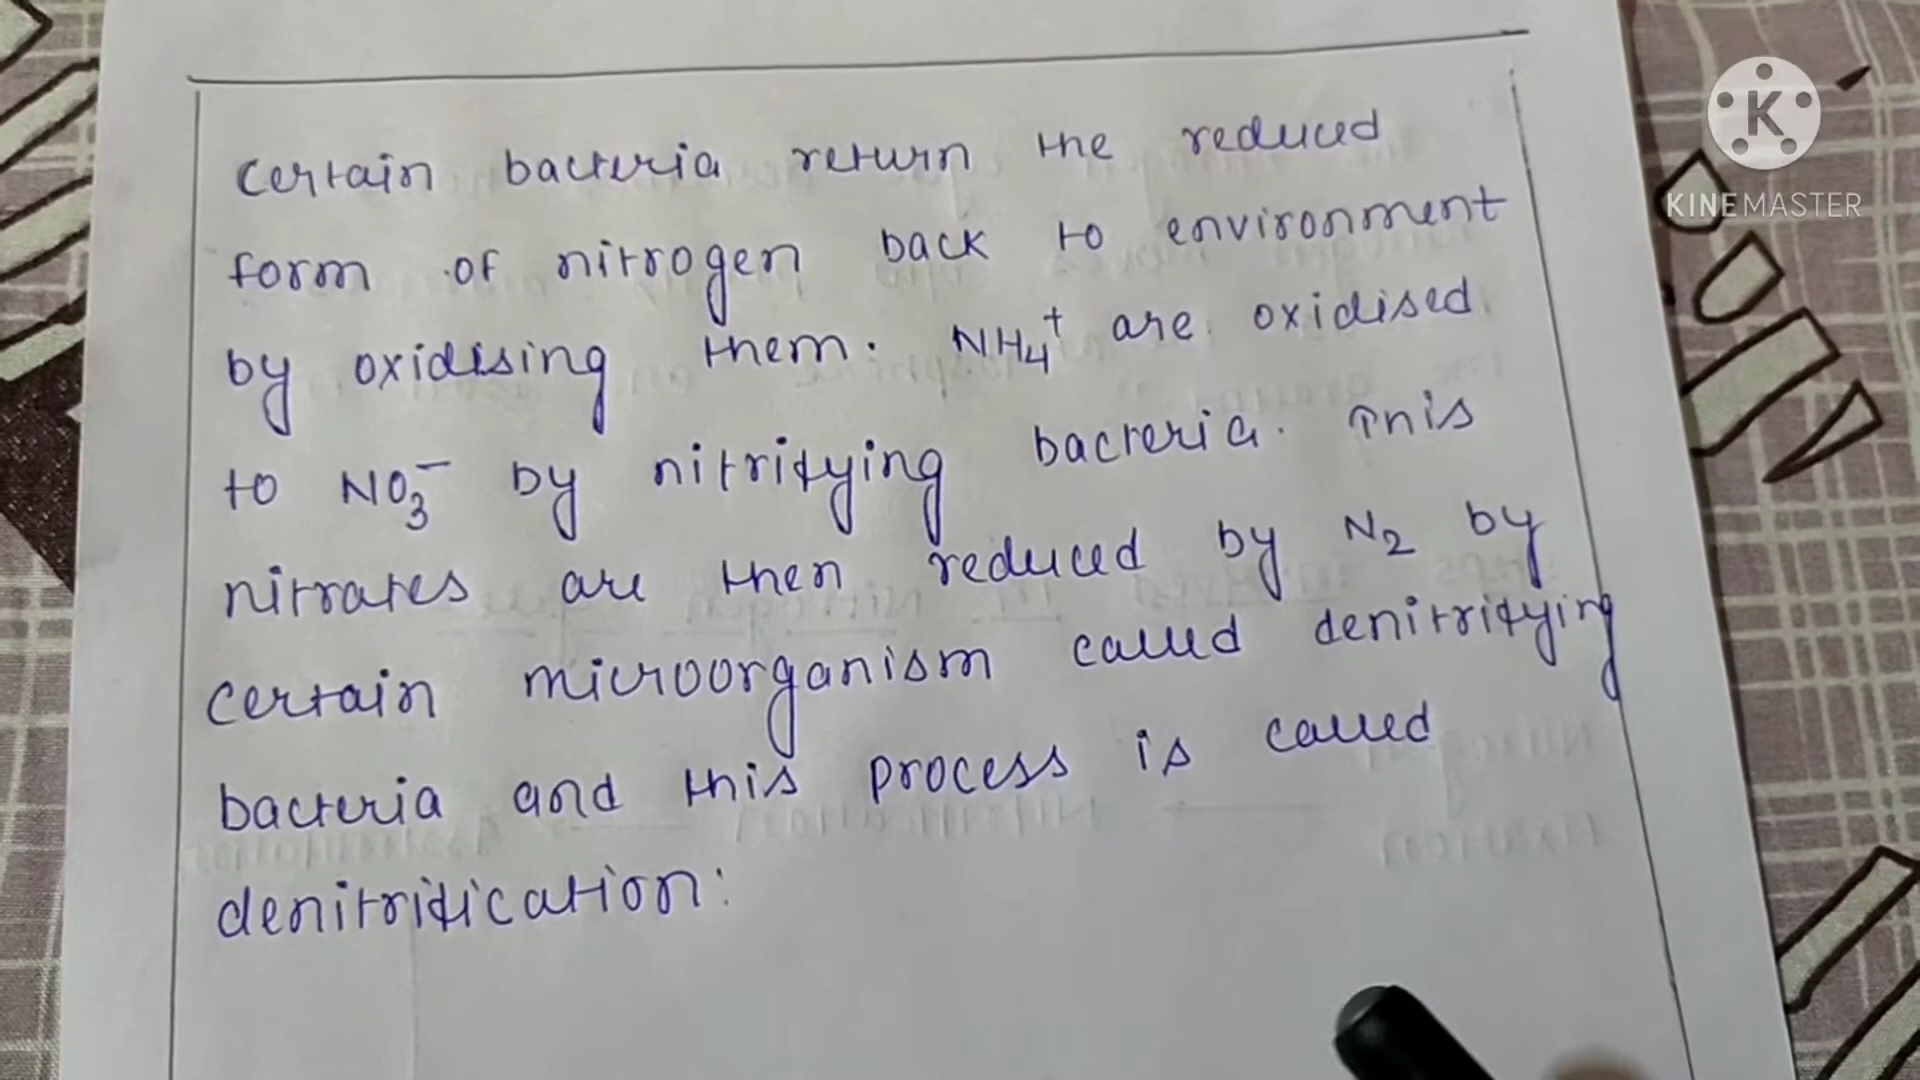 certain bacteria return the reduced
form of nitrogen back to environment
by oxidising them. NH4+ are oxidised
to NO3- by nitrifying bacteria. This
nitrates are then reduced by N2 by
certain microorganism called denitrifying
bacteria and this process is called
denitrification:
K
KINEMASTER